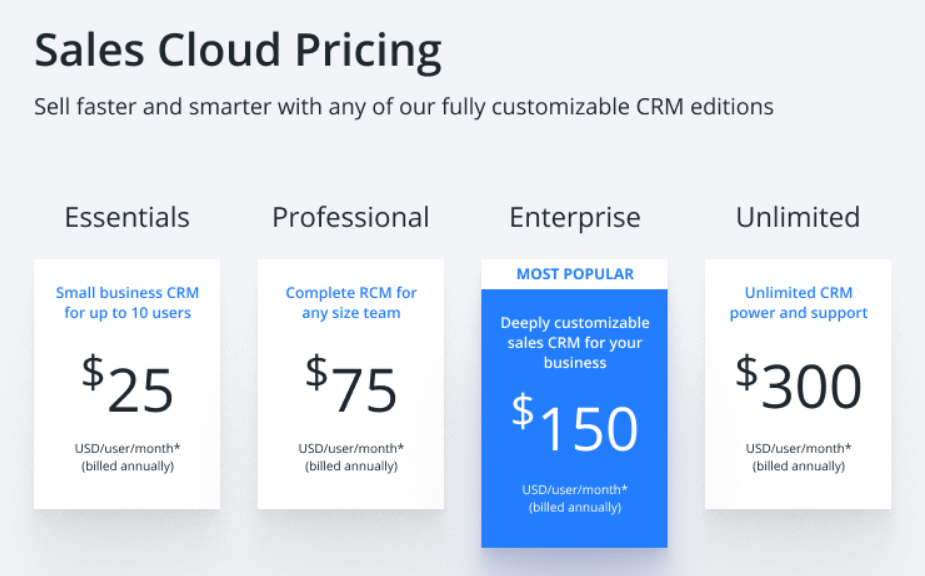 Sales Cloud Pricing
Sell faster and smarter with any of our fully customizable CRM editions
Essentials
Small business CRM
for up to 10 users
$25
USD/user/month*
(billed annually)
Professional
Complete RCM for
any size team
$75
USD/user/month*
(billed annually)
Enterprise
MOST POPULAR
Deeply customizable
sales CRM for your
business
$150
USD/user/month*
(billed annually)
Unlimited
Unlimited CRM
power and support
$300
USD/user/month*
(billed annually)